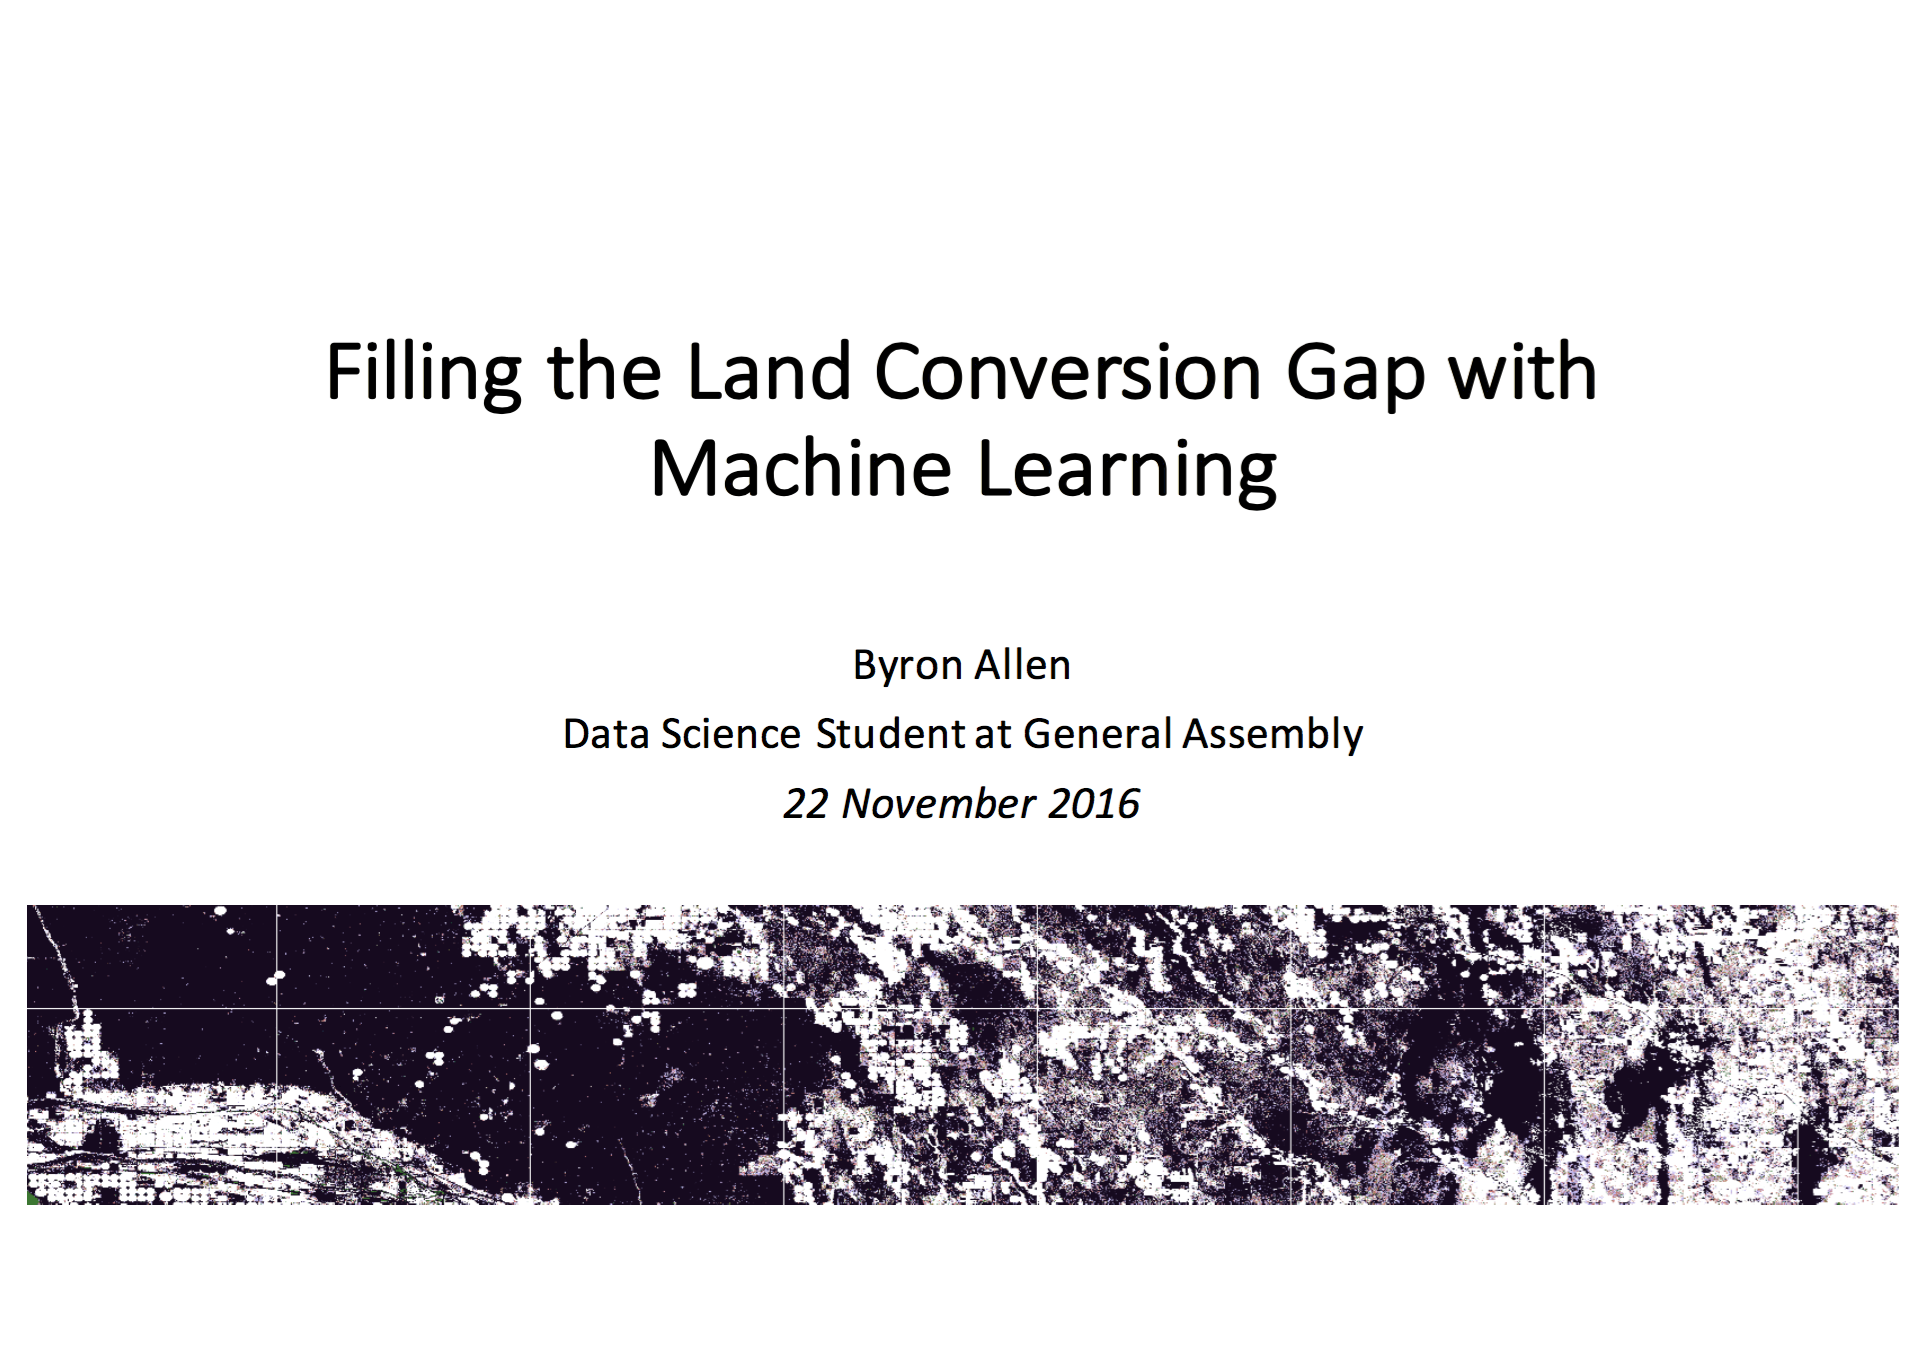 Filling the Land Conversion Gap with
Machine Learning
Byron Allen
Data Science Student at General Assembly
22 November 2016